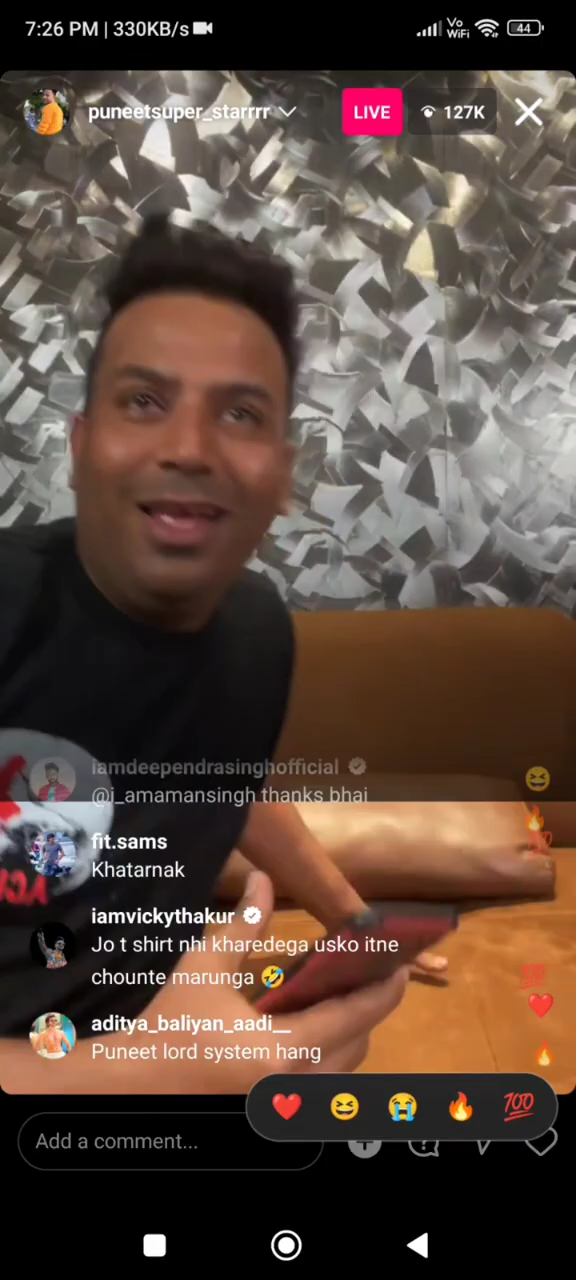 7:26 PM | 330KB/s
Vo
WiFi
44
puneetsuper_starrrr
LIVE
127K
iamdeependrasinghofficial
@i_amamansingh thanks bhai
fit.sams
Khatarnak
iamvickythakur
Jo t shirt nhi kharedega usko itne
chounte marunga 🤣
aditya_baliyan_aadi__
Puneet lord system hang
💯
Add a comment...